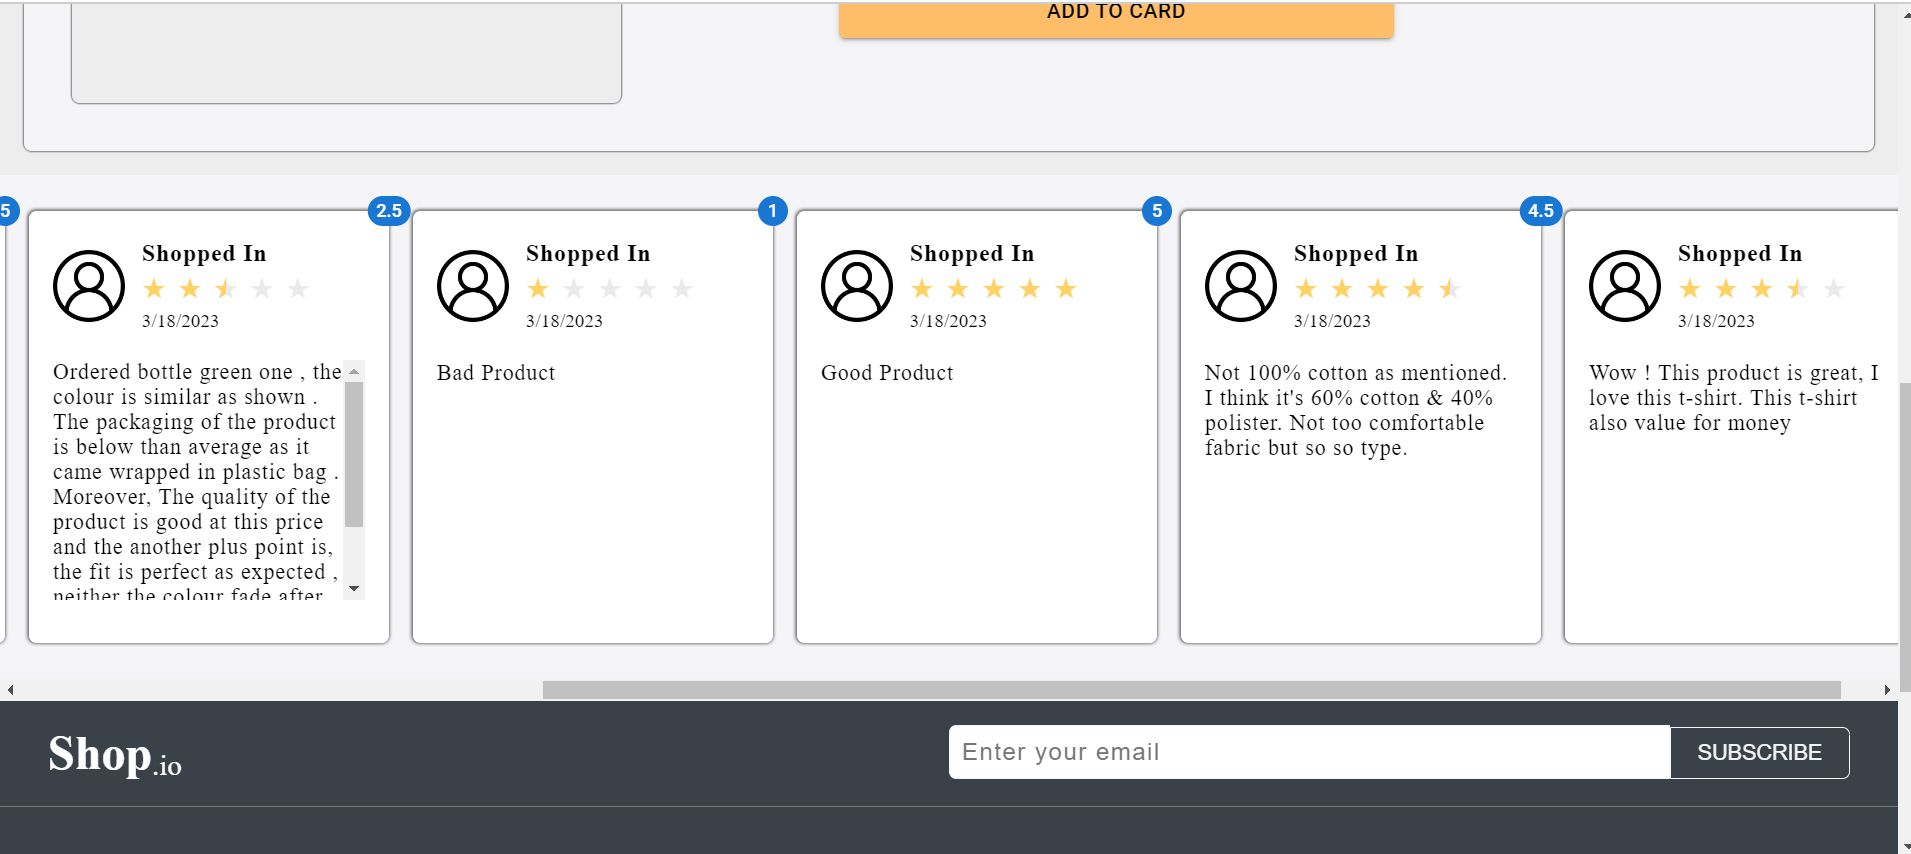 ADD TO CARD
5
2.5
1
5
4.5
Shopped In
3/18/2023
Ordered bottle green one , the
colour is similar as shown .
The packaging of the product
is below than average as it
came wrapped in plastic bag .
Moreover, The quality of the
product is good at this price
and the another plus point is,
the fit is perfect as expected ,
neither the colour fade after
Shopped In
3/18/2023
Bad Product
Shopped In
3/18/2023
Good Product
Shopped In
3/18/2023
Not 100% cotton as mentioned.
I think it's 60% cotton & 40%
polister. Not too comfortable
fabric but so so type.
Shopped In
3/18/2023
Wow ! This product is great, I
love this t-shirt. This t-shirt
also value for money
Shop.io
Enter your email
SUBSCRIBE